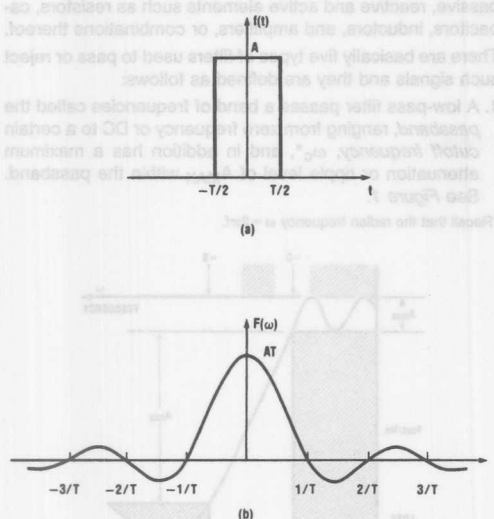 passive, reactive and active elements such as resistors, ca-
pacitors, inductors, and amplifiers, or combinations thereof.
There are basically five types of filters used to pass or reject
such signals and they are defined as follows:
1. A low-pass filter passes a band of frequencies called the
passband, ranging from zero frequency or DC to a certain
cutoff frequency, and in addition has a maximum
attenuation or ripple level of within the passband.
See Figure 1.
Recall that the radian frequency ω = 2πf.
f(t)
A
−T/2 T/2 t
(a)
FREQUENCY
F(ω)
AT
−3/T −2/T −1/T 1/T 2/T 3/T
(b)